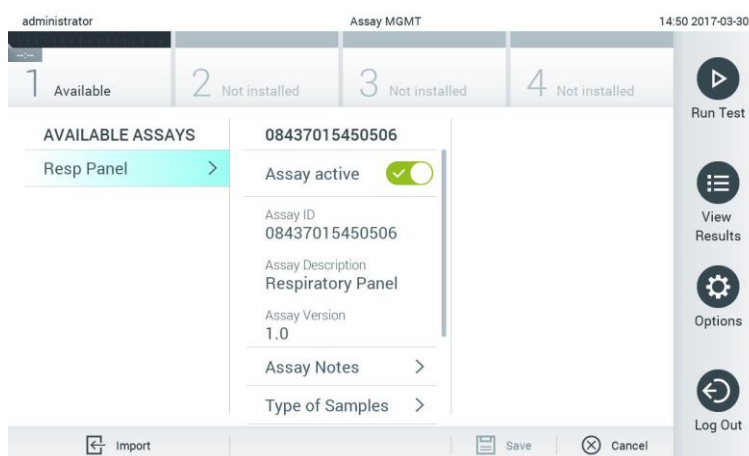 administrator Assay MGMT 14:50 2017-03-30
--:--
1 Available 2 Not installed 3 Not installed 4 Not installed
Run Test
AVAILABLE ASSAYS
Resp Panel
08437015450506
Assay active
Assay ID
08437015450506
Assay Description
Respiratory Panel
Assay Version
1.0
Assay Notes
Type of Samples
View
Results
Options
Log Out
Import Save Cancel